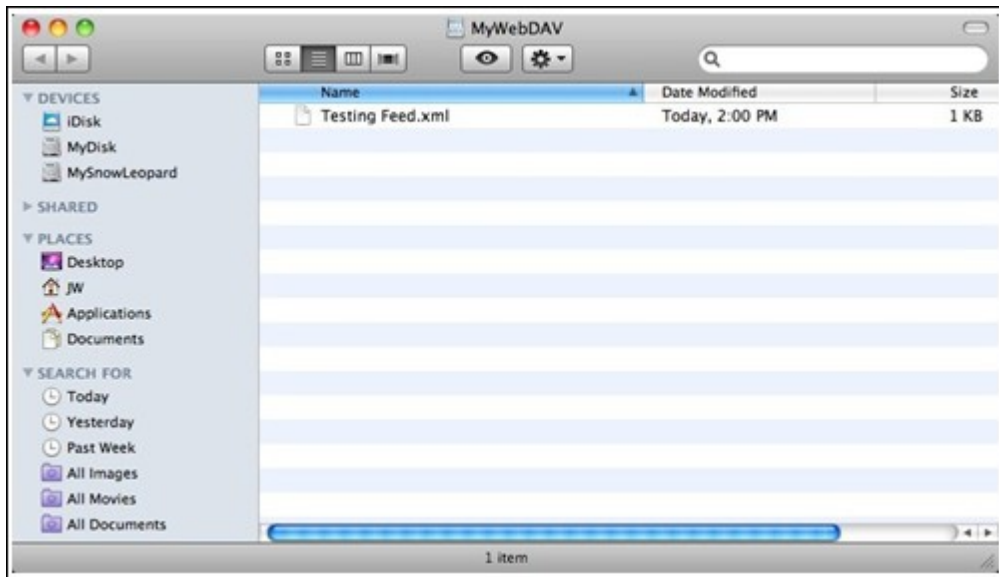 MyWebDAV
DEVICES
iDisk
MyDisk
MySnowLeopard
SHARED
PLACES
Desktop
JW
Applications
Documents
SEARCH FOR
Today
Yesterday
Past Week
All Images
All Movies
All Documents
Name Date Modified Size
Testing Feed.xml Today, 2:00 PM 1 KB
1 item